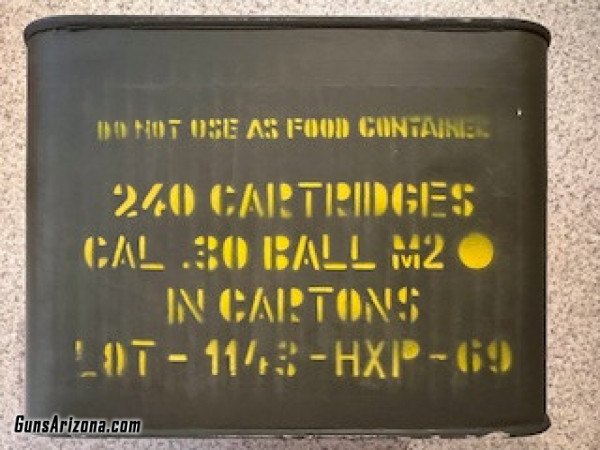 DO NOT USE AS FOOD CONTAINER
240 CARTRIDGES
CAL .30 BALL M2
IN CARTONS
LOT - 1143 - HXP - 69
GunsArizona.com